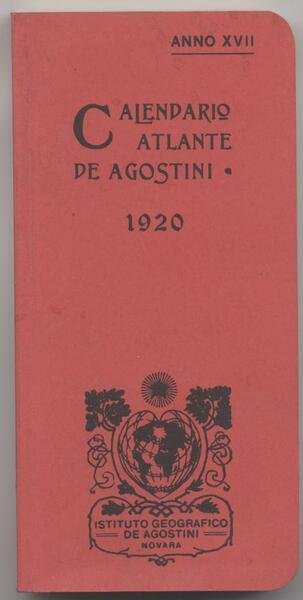 ANNO XVII
CALENDARIO
ATLANTE
DE AGOSTINI •
1920
ISTITUTO GEOGRAFICO
DE AGOSTINI
NOVARA